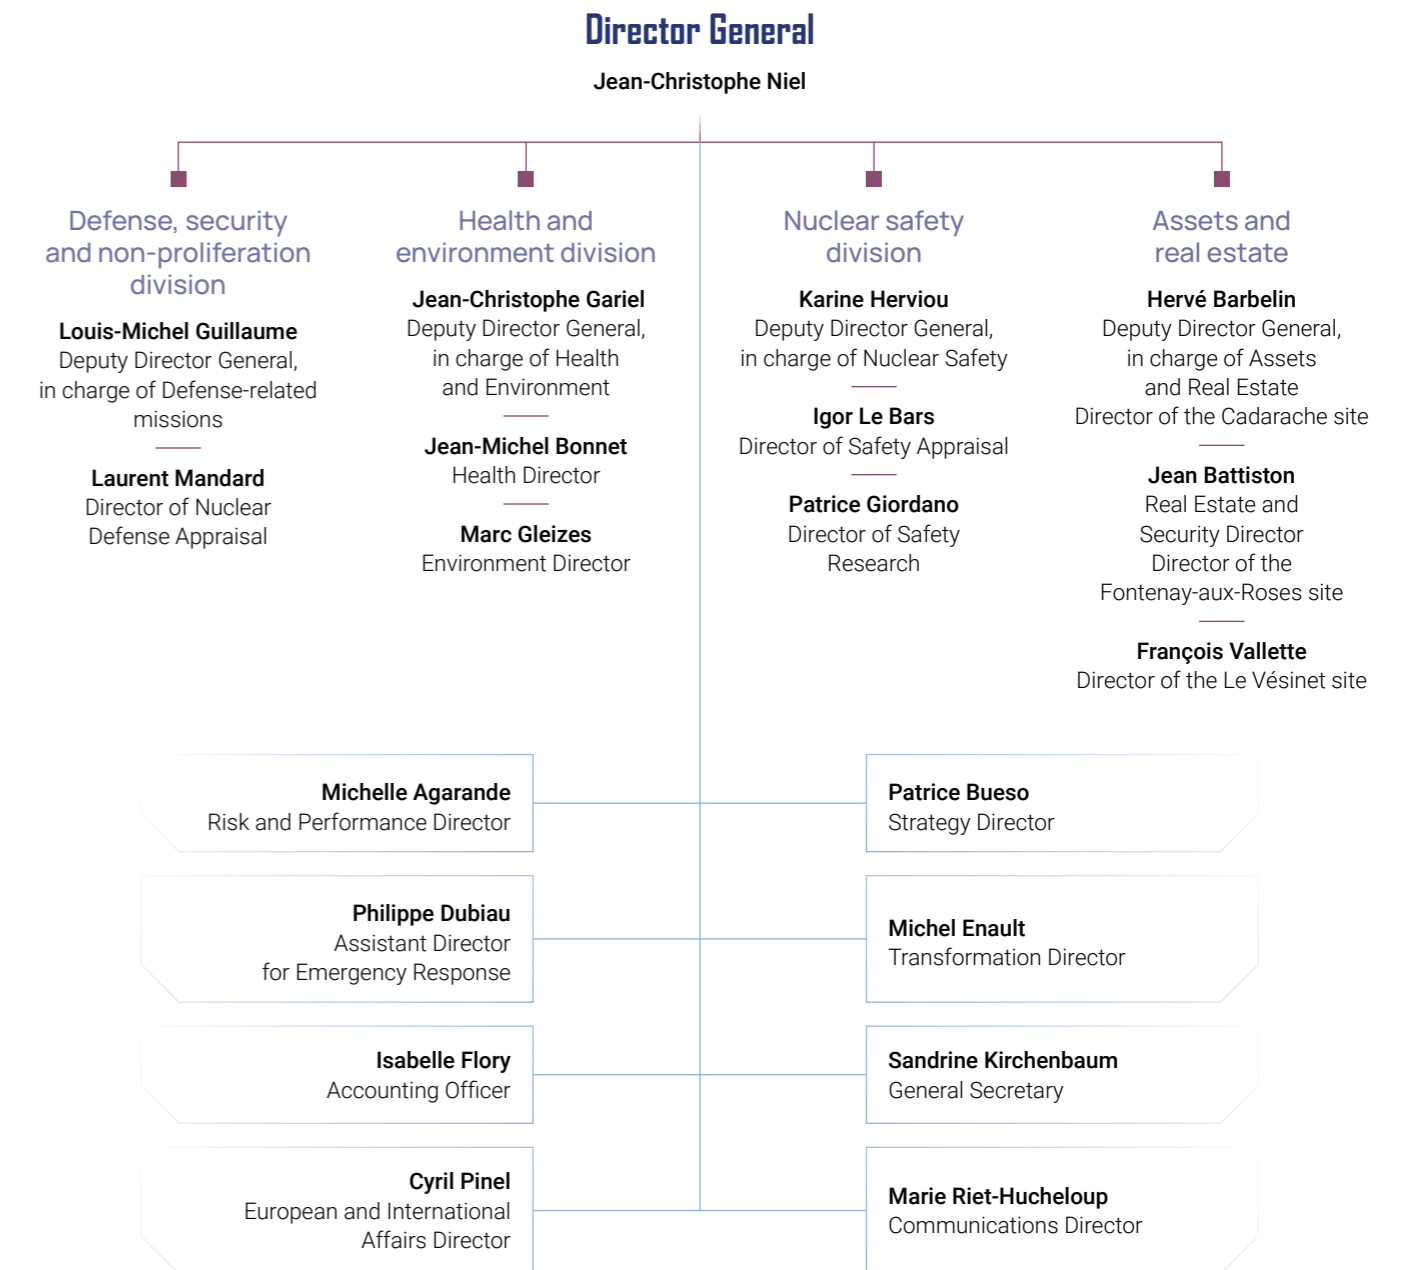 Director General
Jean-Christophe Niel
Defense, security
and non-proliferation
division
Louis-Michel Guillaume
Deputy Director General,
in charge of Defense-related
missions
Laurent Mandard
Director of Nuclear
Defense Appraisal
Health and
environment division
Jean-Christophe Gariel
Deputy Director General,
in charge of Health
and Environment
Jean-Michel Bonnet
Health Director
Marc Gleizes
Environment Director
Nuclear safety
division
Karine Herviou
Deputy Director General,
in charge of Nuclear Safety
Igor Le Bars
Director of Safety Appraisal
Patrice Giordano
Director of Safety
Research
Assets and
real estate
Hervé Barbelin
Deputy Director General,
in charge of Assets
and Real Estate
Director of the Cadarache site
Jean Battiston
Real Estate and
Security Director
Director of the
Fontenay-aux-Roses site
François Vallette
Director of the Le Vésinet site
Michelle Agarande
Risk and Performance Director
Patrice Bueso
Strategy Director
Philippe Dubiau
Assistant Director
for Emergency Response
Michel Enault
Transformation Director
Isabelle Flory
Accounting Officer
Sandrine Kirchenbaum
General Secretary
Cyril Pinel
European and International
Affairs Director
Marie Riet-Hucheloup
Communications Director